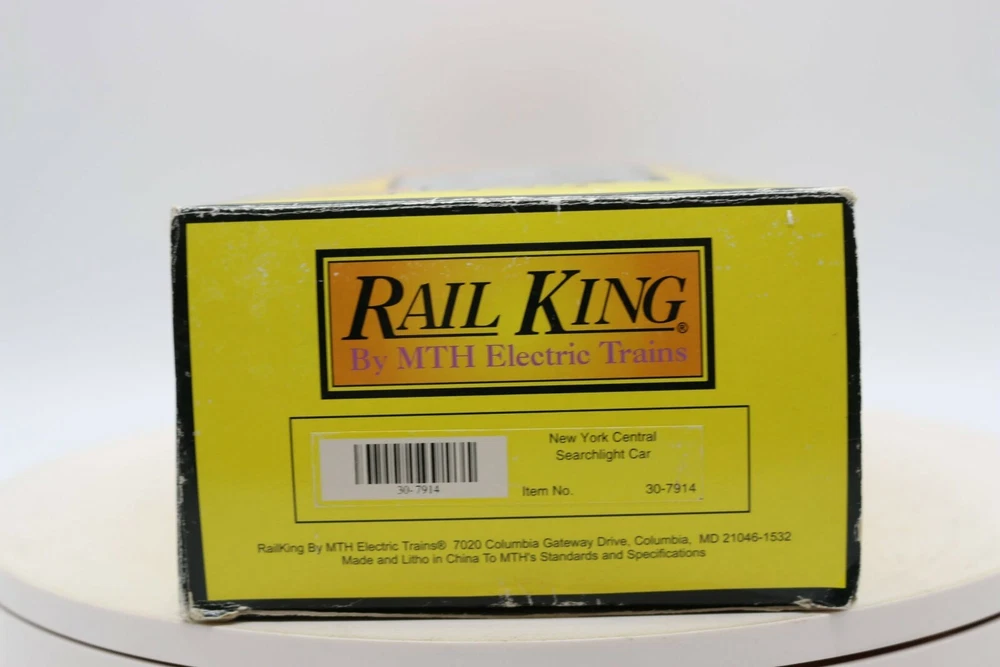 RAIL KING®
By MTH Electric Trains
New York Central
Searchlight Car
30-7914
Item No. 30-7914
RailKing By MTH Electric Trains® 7020 Columbia Gateway Drive, Columbia, MD 21046-1532
Made and Litho in China To MTH's Standards and Specifications